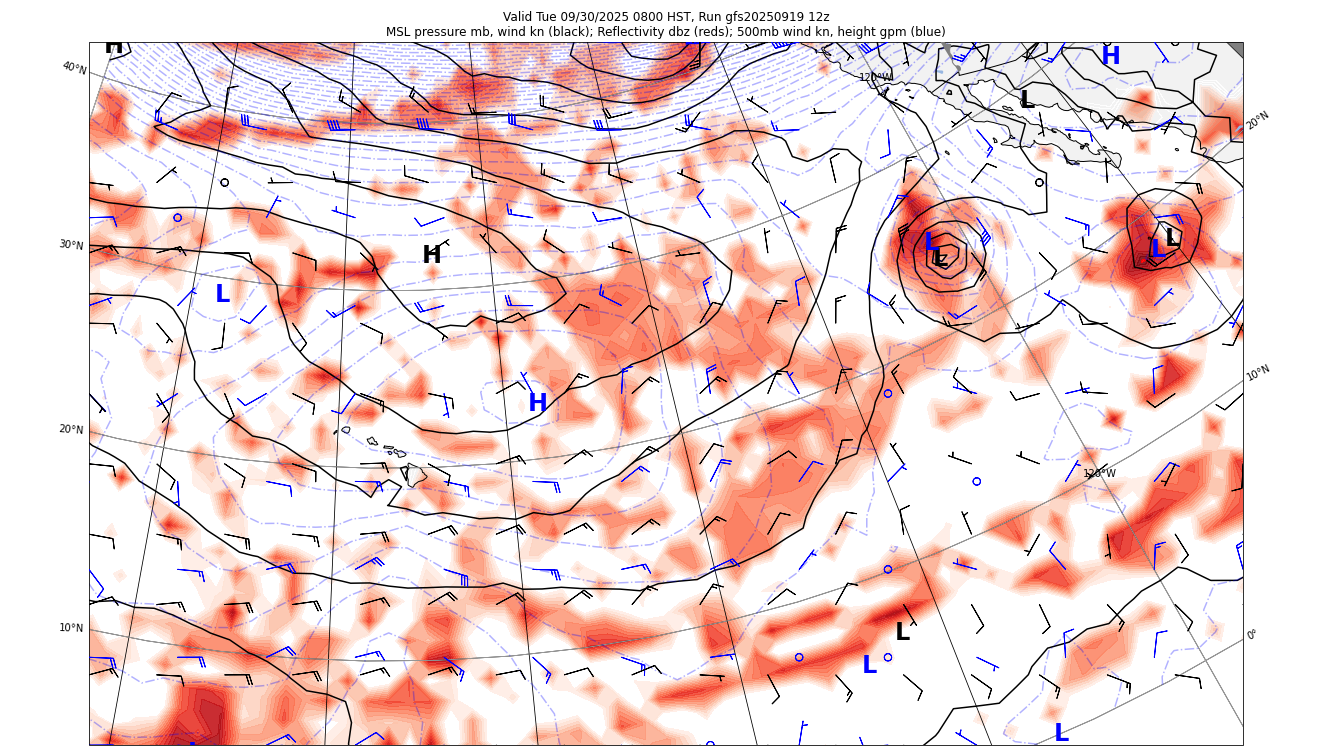 Valid Tue 09/30/2025 0800 HST, Run gfs20250919 12z
MSL pressure mb, wind kn (black); Reflectivity dbz (reds); 500mb wind kn, height gpm (blue)
H
H
40°N
120°W
L
20°N
30°N
H
L
L
L
L
L
10°N
H
20°N
120°W
10°N
L
0°
L
L